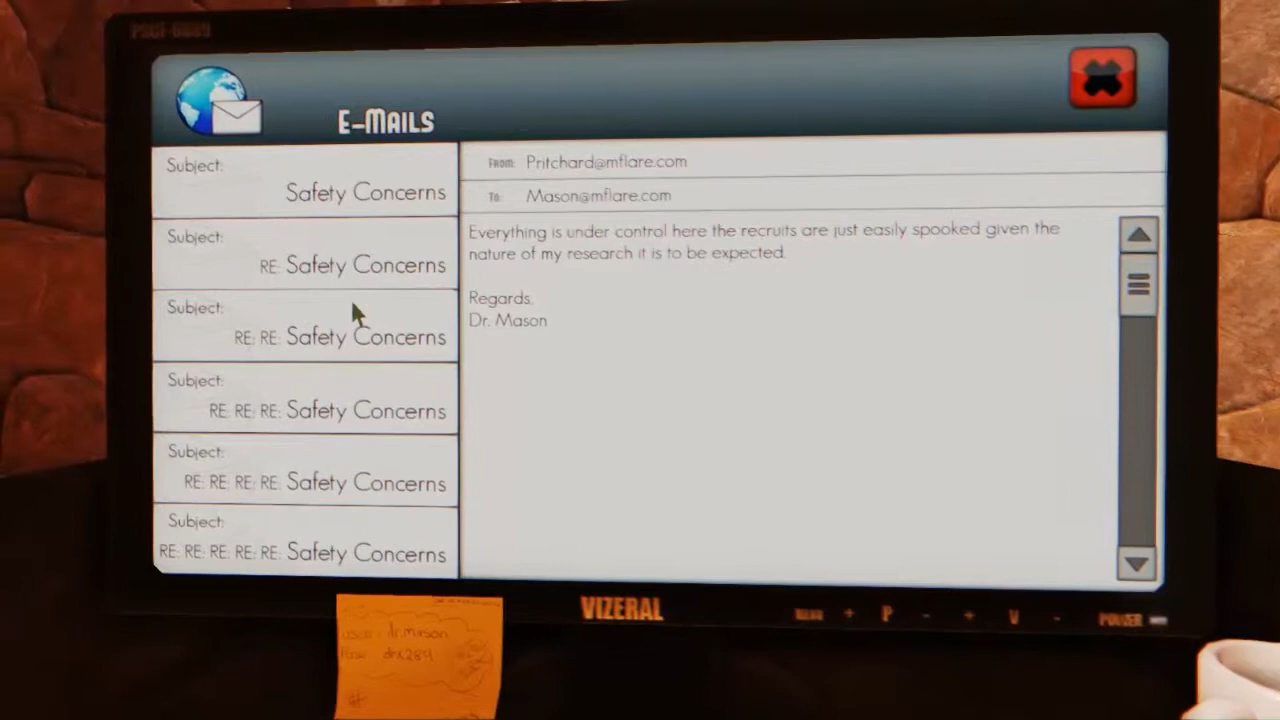 E-Mails
Subject:
Safety Concerns
Subject:
RE: Safety Concerns
Subject:
RE: RE: Safety Concerns
Subject:
RE: RE: RE: Safety Concerns
Subject:
RE: RE: RE: RE: Safety Concerns
Subject:
RE: RE: RE: RE: RE: Safety Concerns
From: Pritchard@mflare.com
To: Mason@mflare.com
Everything is under control here the recruits are just easily spooked given the
nature of my research it is to be expected.
Regards,
Dr. Mason
VIZERAL
+ P - + V - POWER
dr.mason